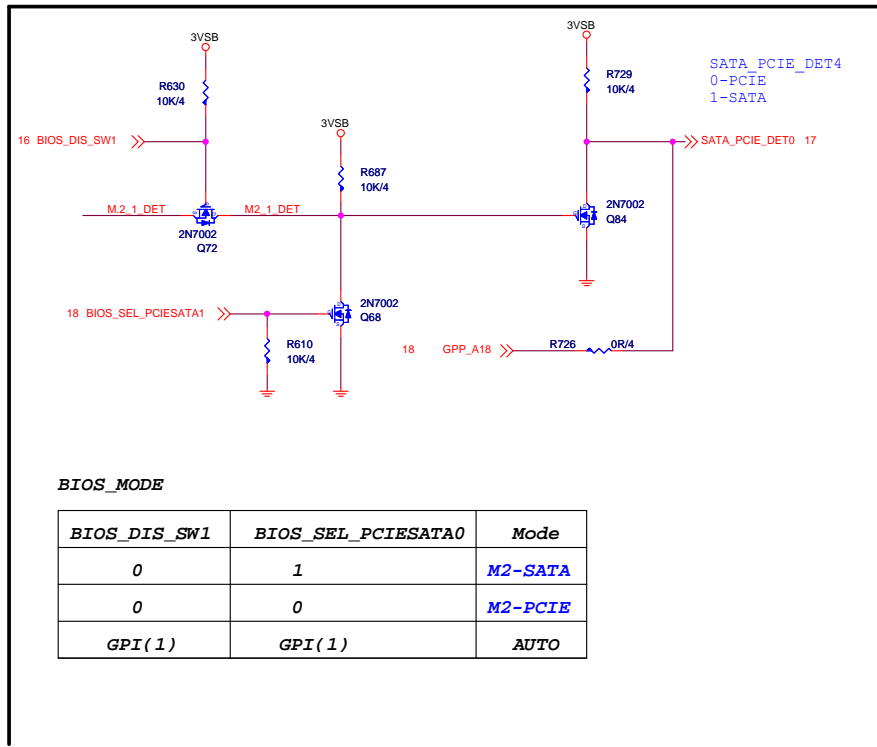 3VSB
R630
10K/4
16 BIOS_DIS_SW1
M.2_1_DET
M2_1_DET
2N7002
Q72
3VSB
R687
10K/4
2N7002
Q68
18 BIOS_SEL_PCIESATA1
R610
10K/4
3VSB
R729
10K/4
SATA_PCIE_DET4
0-PCIE
1-SATA
SATA_PCIE_DET0 17
2N7002
Q84
18 GPP_A18
R726 0R/4
BIOS_MODE
BIOS_DIS_SW1 BIOS_SEL_PCIESATA0 Mode
0 1 M2-SATA
0 0 M2-PCIE
GPI(1) GPI(1) AUTO